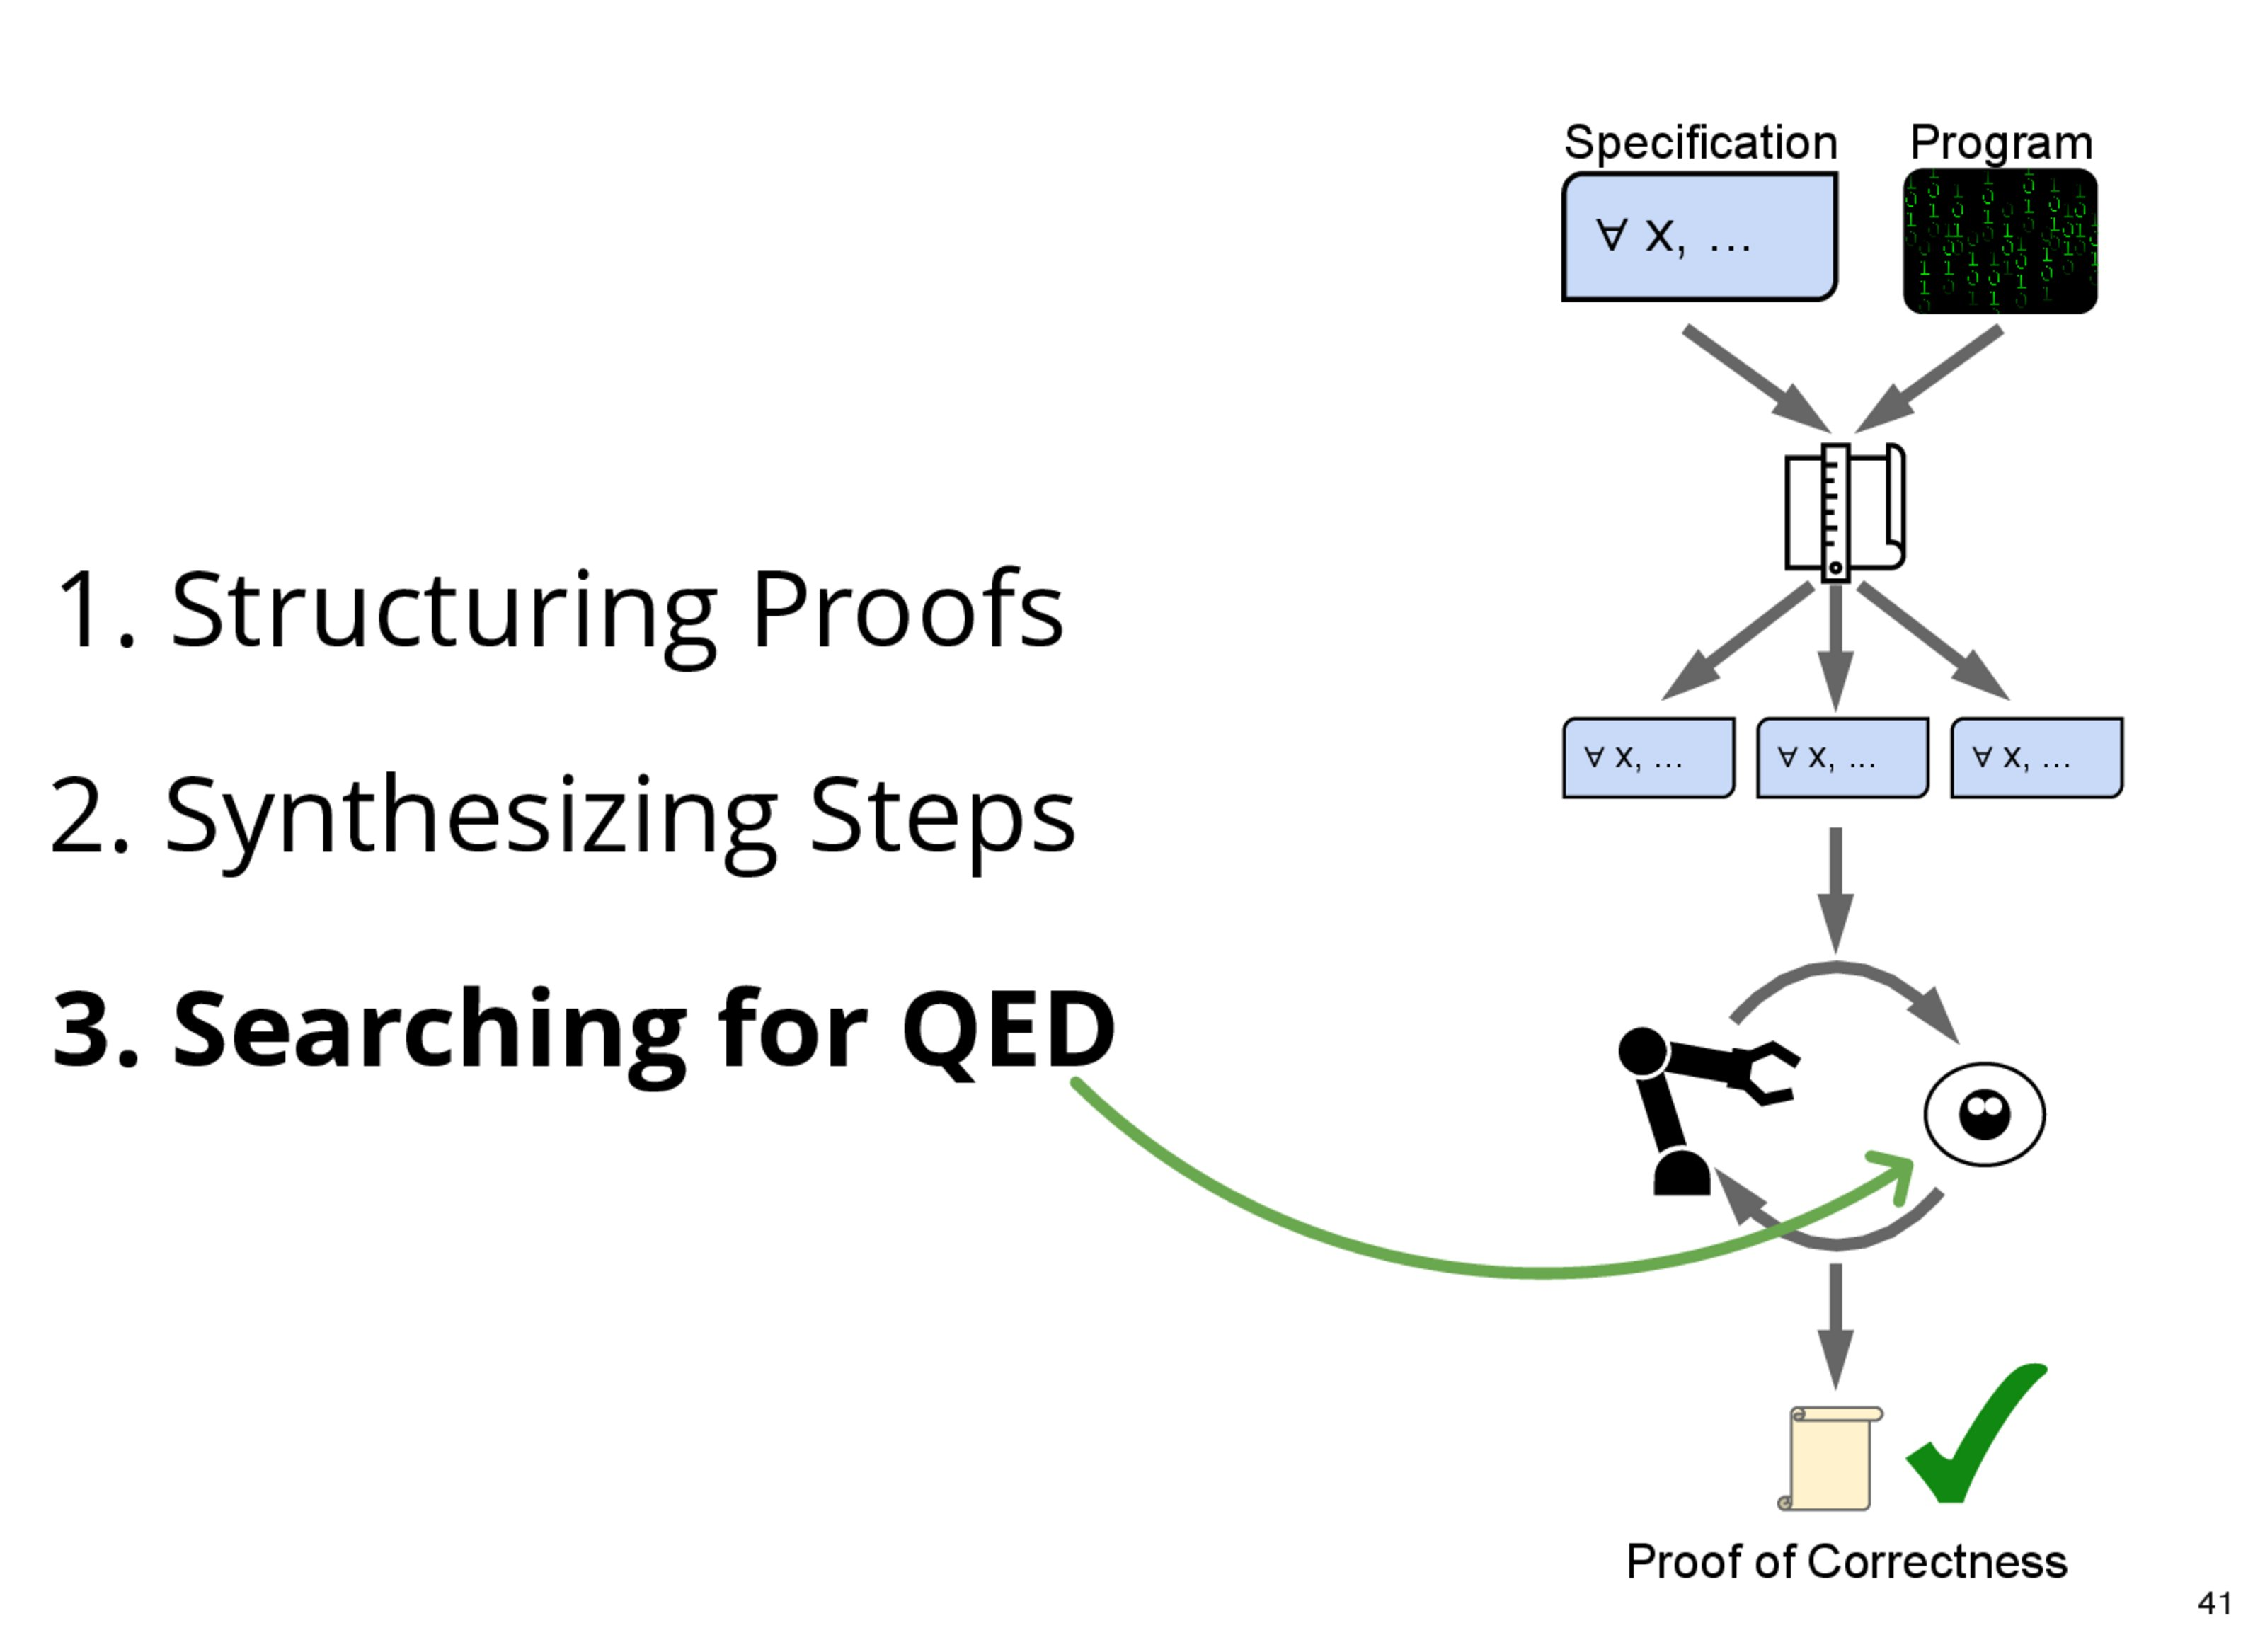 Specification
Program
∀ x, ...
1. Structuring Proofs
∀ x, ...
∀ x, ...
∀ x, ...
2. Synthesizing Steps
3. Searching for QED
Proof of Correctness
41